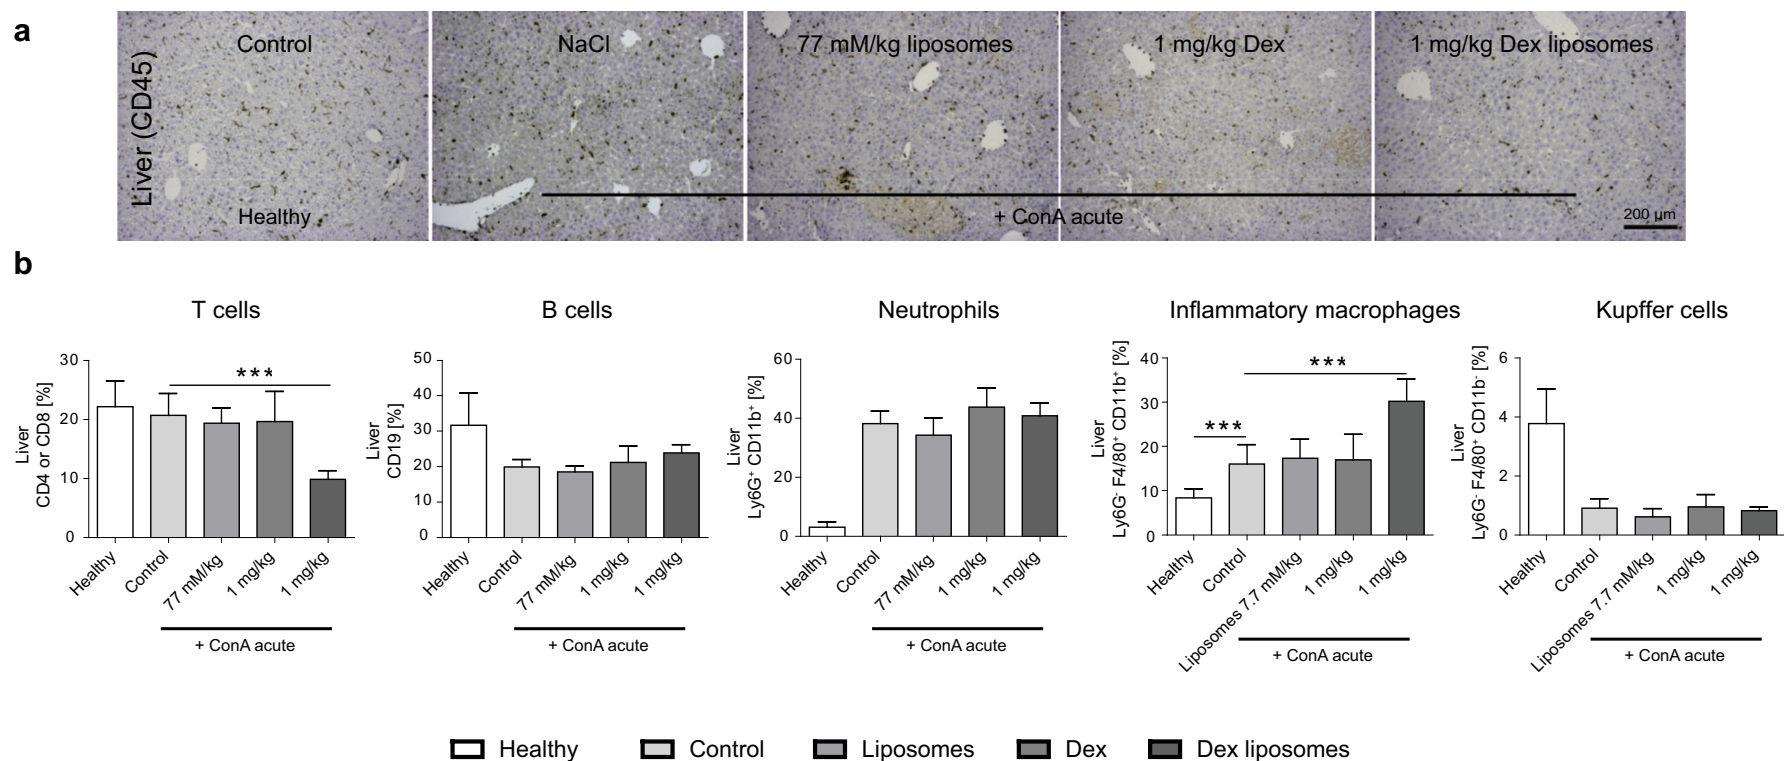 a
Liver (CD45)
Control
NaCl
77 mM/kg liposomes
1 mg/kg Dex
1 mg/kg Dex liposomes
Healthy
+ ConA acute
200 µm
b
T cells
Liver
CD4 or CD8 [%]
30
20
10
0
***
Healthy
Control
77 mM/kg
1 mg/kg
1 mg/kg
+ ConA acute
B cells
Liver
CD19 [%]
50
40
30
20
10
0
Healthy
Control
77 mM/kg
1 mg/kg
1 mg/kg
+ ConA acute
Neutrophils
Liver
Ly6G⁺ CD11b⁺ [%]
60
40
20
0
Healthy
Control
77 mM/kg
1 mg/kg
1 mg/kg
+ ConA acute
Inflammatory macrophages
Liver
Ly6G⁻ F4/80⁺ CD11b⁺ [%]
40
30
20
10
0
***
***
Healthy
Control
Liposomes 7.7 mM/kg
1 mg/kg
1 mg/kg
+ ConA acute
Kupffer cells
Liver
Ly6G⁻ F4/80⁺ CD11b⁻ [%]
6
4
2
0
Healthy
Control
Liposomes 7.7 mM/kg
1 mg/kg
1 mg/kg
+ ConA acute
Healthy
Control
Liposomes
Dex
Dex liposomes